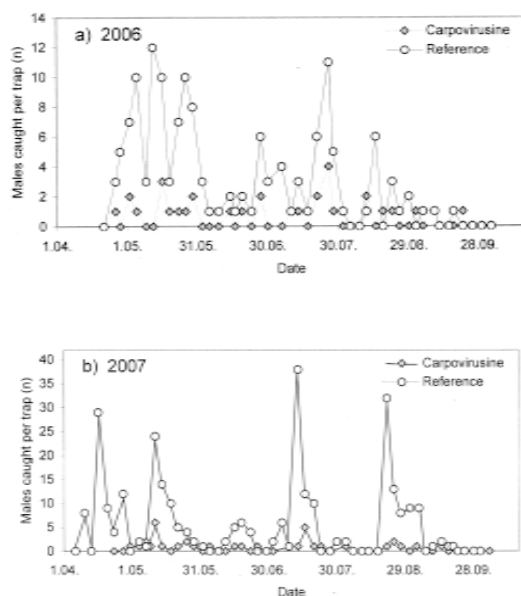 a) 2006
Carpovirusine
Reference
Males caught per trap (n)
14
12
10
8
6
4
2
0
1.04. 1.05. 31.05. 30.06. 30.07. 29.08. 28.09.
Date
b) 2007
Carpovirusine
Reference
Males caught per trap (n)
40
35
30
25
20
15
10
5
0
1.04. 1.05. 31.05. 30.06. 30.07. 29.08. 28.09.
Date